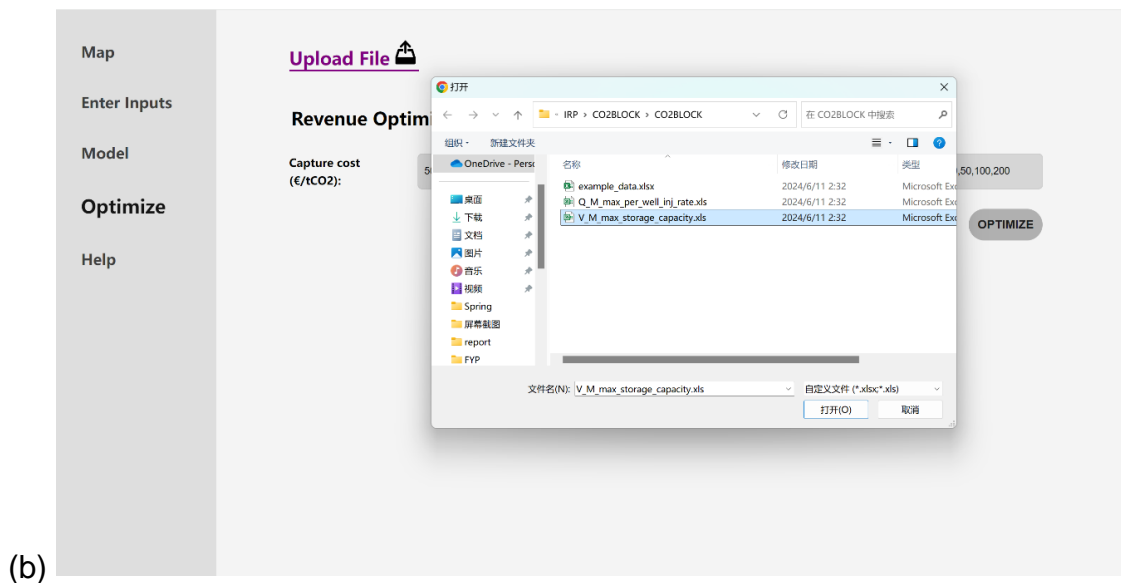 Map
Enter Inputs
Model
Optimize
Help
Upload File
Revenue Optimi
Capture cost
(€/tCO2):
,50,100,200
OPTIMIZE
打开
IRP › CO2BLOCK › CO2BLOCK
在 CO2BLOCK 中搜索
组织
新建文件夹
OneDrive - Perso
桌面
下载
文档
图片
音乐
视频
Spring
屏幕截图
report
FYP
名称 修改日期 类型
example_data.xlsx 2024/6/11 2:32 Microsoft Exc
Q_M_max_per_well_inj_rate.xls 2024/6/11 2:32 Microsoft Exc
V_M_max_storage_capacity.xls 2024/6/11 2:32 Microsoft Exc
文件名(N): V_M_max_storage_capacity.xls 自定义文件 (*.xlsx;*.xls)
打开(O) 取消
(b)